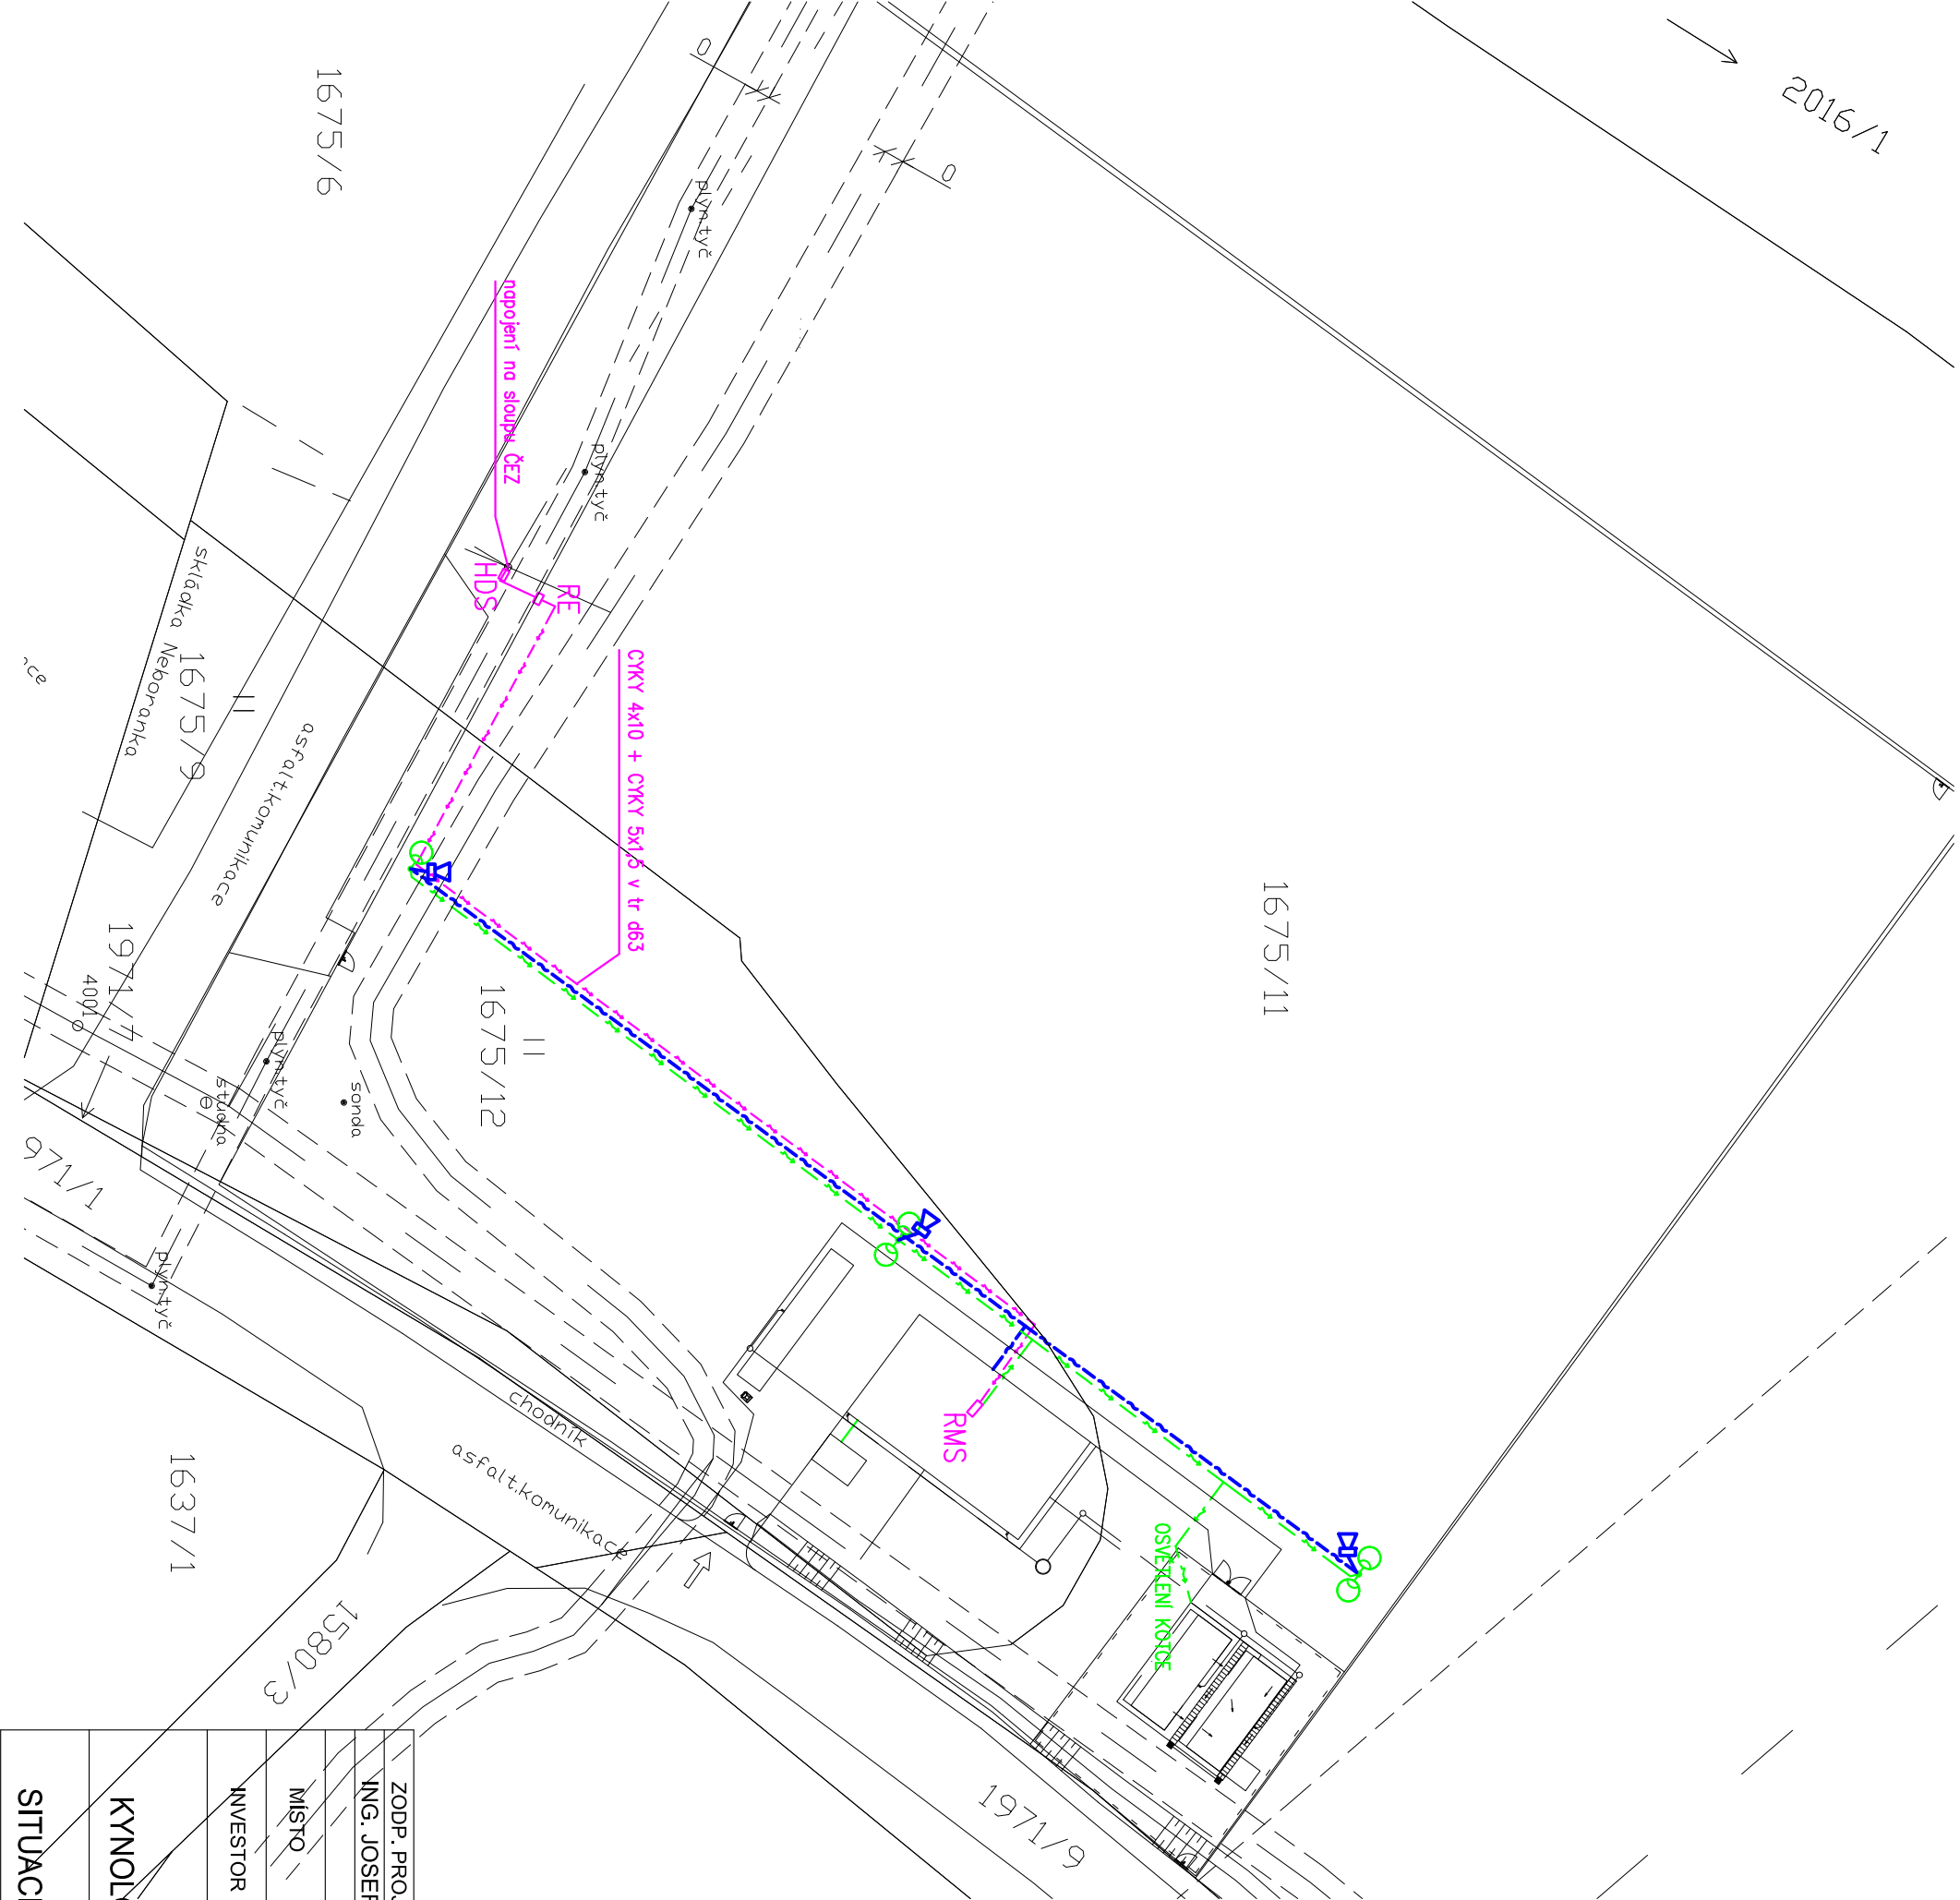 2016/1
0
0
1675/6
plyn.tyč
napojení na sloupu ČEZ
plyn.tyč
HDS
RE
skládka Neboranka
1675/9
asfalt.komunikace
CYKY 4x10 + CYKY 5x1,5 v tr d63
1675/11
1971/7
4001
1675/12
plyn.tyč
studna
sonda
971/1
plyn.tyč
chodník
asfalt.komunikace
RMS
OSVĚTLENÍ KOTCE
1637/1
1580/3
1971/9
ZODP. PROJ.
ING. JOSEF
MÍSTO
INVESTOR
KYNOL
SITUAC